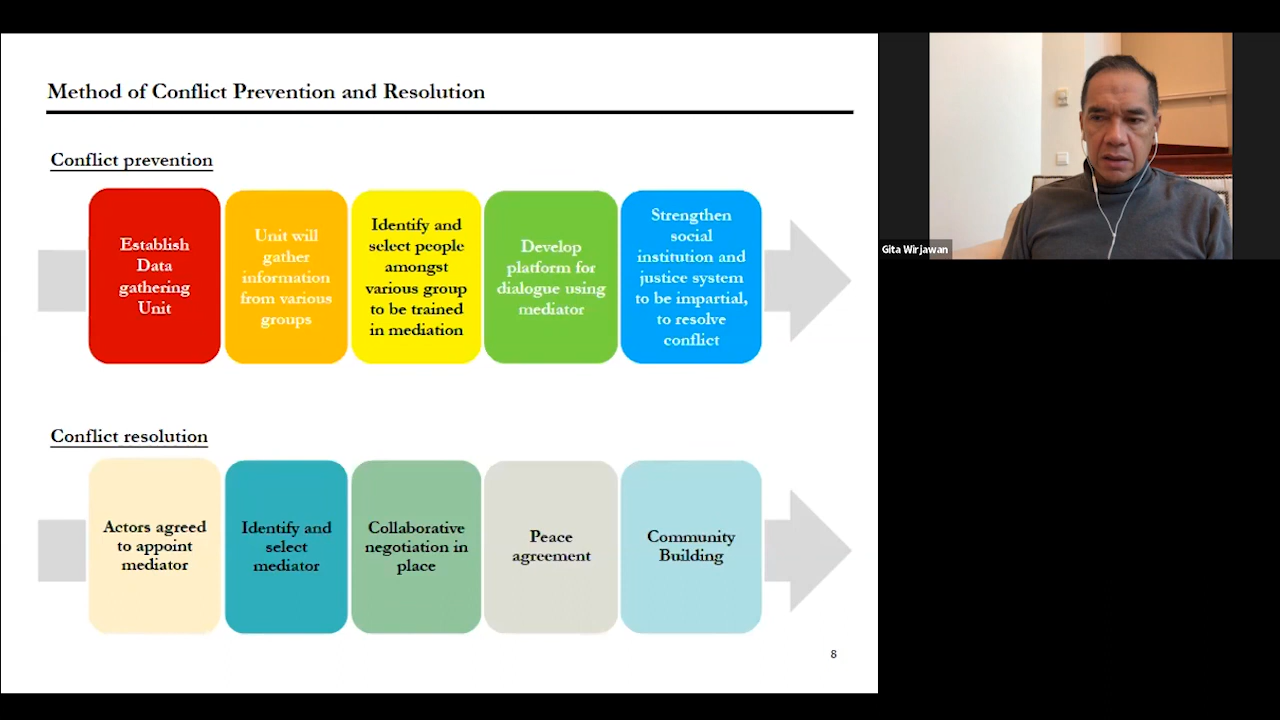 Method of Conflict Prevention and Resolution
Conflict prevention
Establish
Data
gathering
Unit
Unit will
gather
information
from various
groups
Identify and
select people
amongst
various group
to be trained
in mediation
Develop
platform for
dialogue using
mediator
Strengthen
social
institution and
justice system
to be impartial,
to resolve
conflict
Conflict resolution
Actors agreed
to appoint
mediator
Identify and
select
mediator
Collaborative
negotiation in
place
Peace
agreement
Community
Building
8
Gita Wirjawan